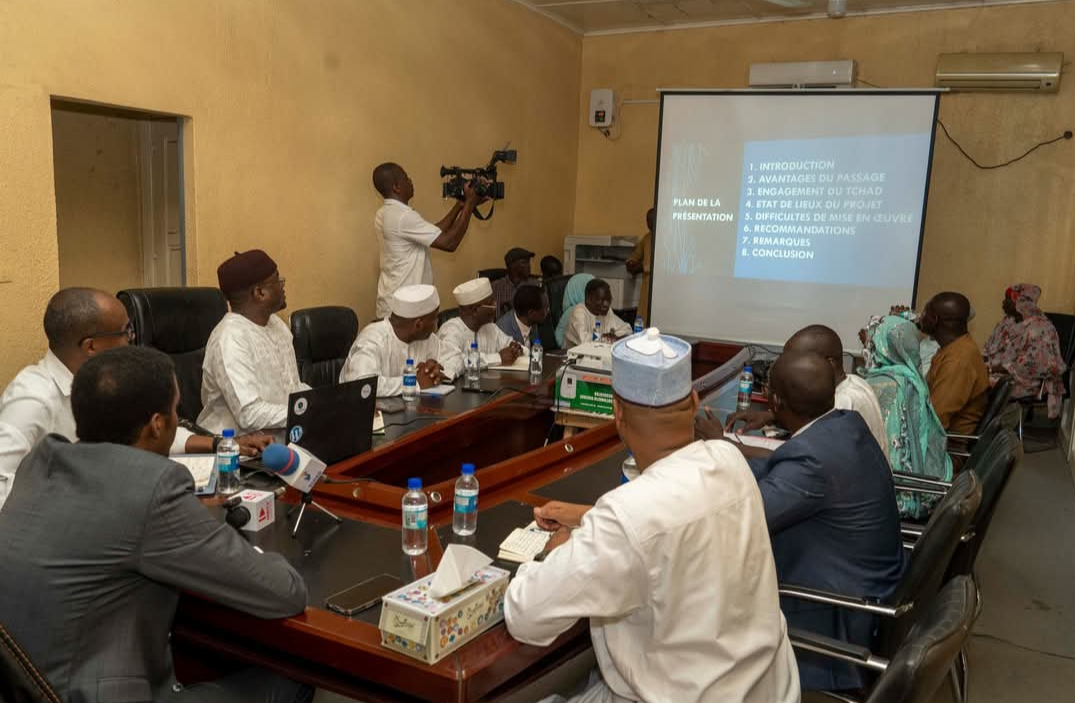 PLAN DE LA
PRÉSENTATION
1. INTRODUCTION
2. AVANTAGES DU PASSAGE
3. ENGAGEMENT DU TCHAD
4. ETAT DE LIEUX DU PROJET
5. DIFFICULTES DE MISE EN ŒUVRE
6. RECOMMANDATIONS
7. REMARQUES
8. CONCLUSION